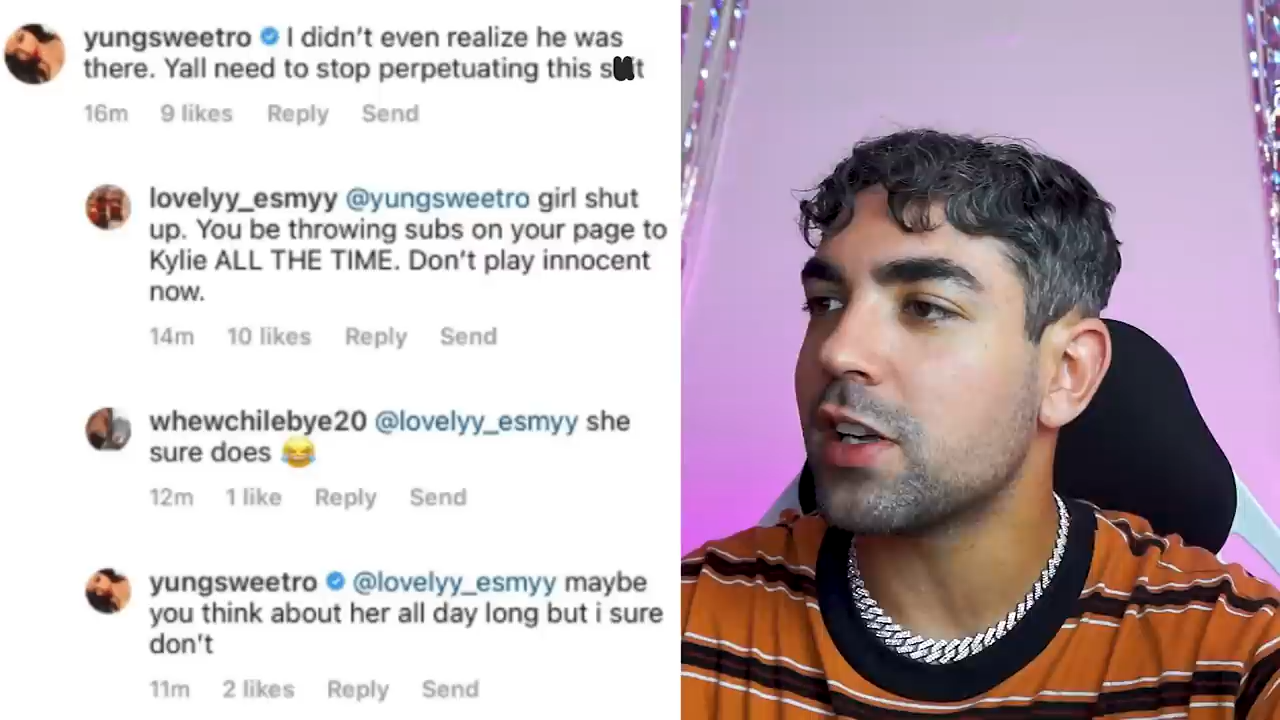 yungsweetro I didn't even realize he was
there. Yall need to stop perpetuating this s it
16m 9 likes Reply Send
lovelyy_esmyy @yungsweetro girl shut
up. You be throwing subs on your page to
Kylie ALL THE TIME. Don't play innocent
now.
14m 10 likes Reply Send
whewchilebye20 @lovelyy_esmyy she
sure does 😂
12m 1 like Reply Send
yungsweetro @lovelyy_esmyy maybe
you think about her all day long but i sure
don't
11m 2 likes Reply Send